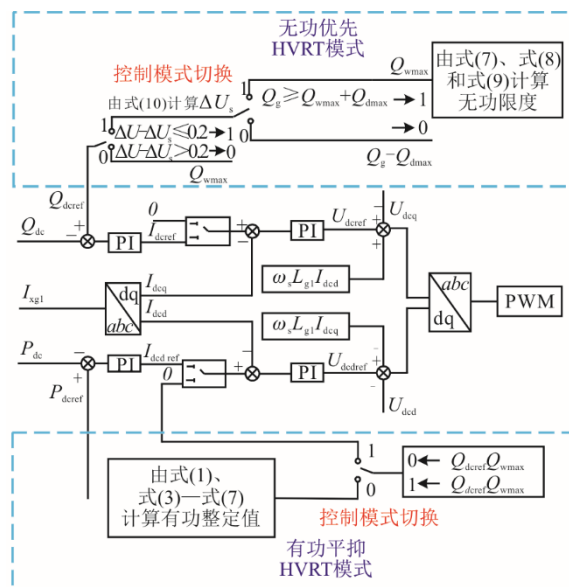 无功优先
HVRT模式
控制模式切换
由式(10)计算ΔUs
1
ΔU-ΔUs≤0.2→1
ΔU-ΔUs>0.2→0
0
Qwmax
1
Qwmax
Qg≥Qwmax+Qdmax→1
→0
0
Qg-Qdmax
由式(7)、式(8)
和式(9)计算
无功限度
Qdcref
Qdc
+
−
PI
0
Idcref
+
−
PI
Udcref
−
+
+
Udcq
ωsLg1Idcd
Ixg1
dq
abc
Idcq
Idcd
ωsLg1Idcq
abc
dq
PWM
Pdc
−
+
Pdcref
PI
Idcd ref
0
−
+
PI
Udcdref
-
+
-
-
Udcd
由式(1)、
式(3)—式(7)
计算有功整定值
1
0
0← QdcrefQwmax
1← QdcrefQwmax
控制模式切换
有功平抑
HVRT模式